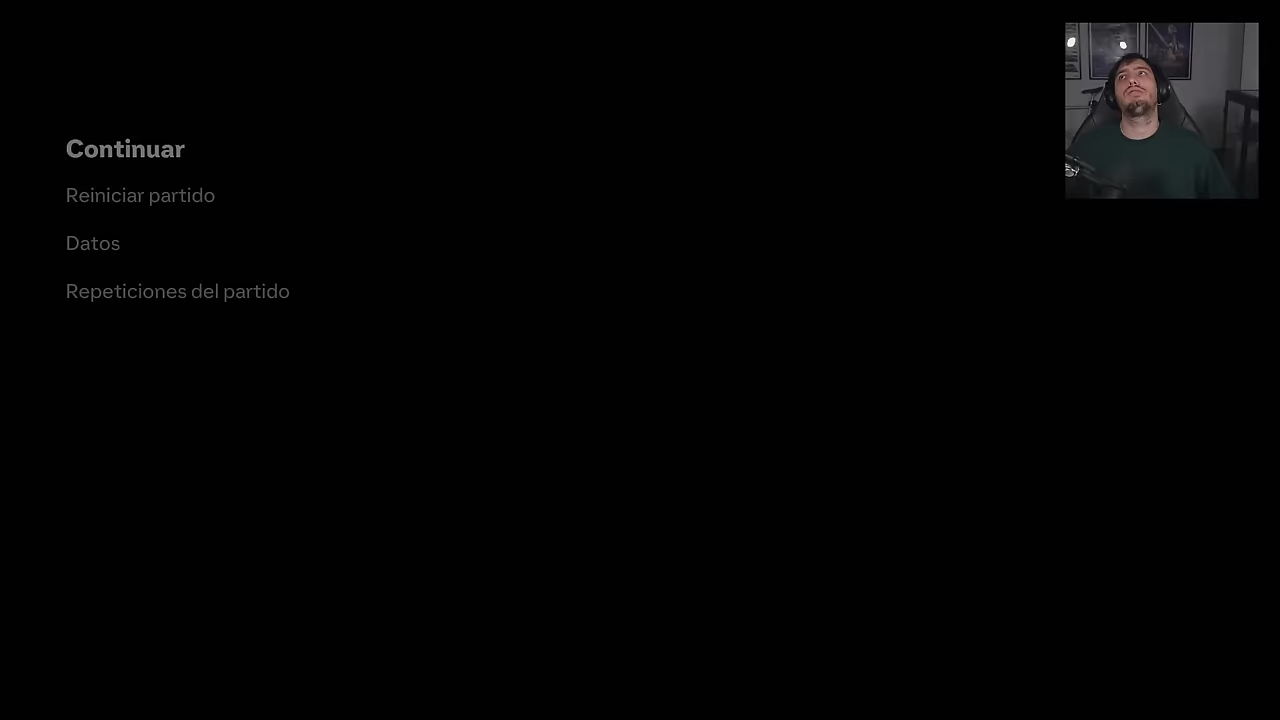 Continuar
Reiniciar partido
Datos
Repeticiones del partido